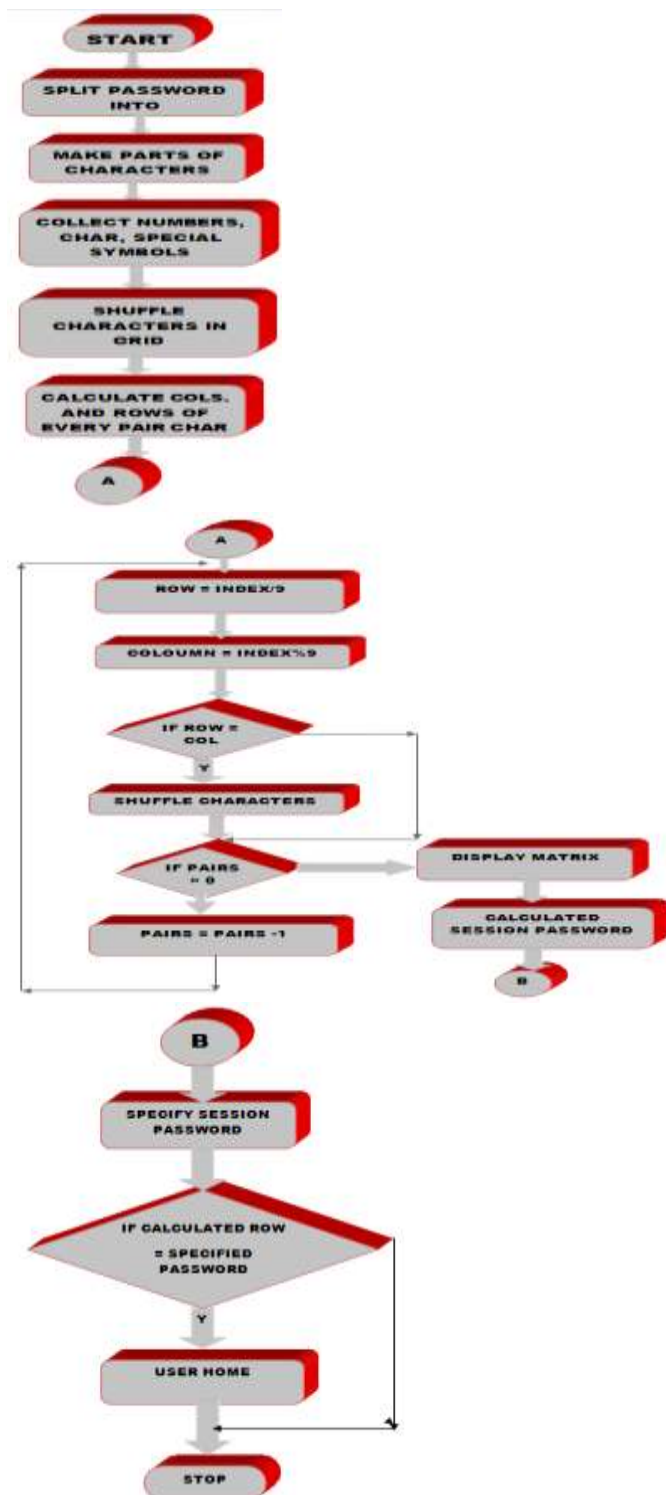 START
SPLIT PASSWORD
INTO
MAKE PARTS OF
CHARACTERS
COLLECT NUMBERS,
CHAR, SPECIAL
SYMBOLS
SHUFFLE
CHARACTERS IN
GRID
CALCULATE COLS.
AND ROWS OF
EVERY PAIR CHAR
A
A
ROW = INDEX/9
COLOUMN = INDEX%9
IF ROW =
COL
Y
SHUFFLE CHARACTERS
IF PAIRS
= 0
DISPLAY MATRIX
PAIRS = PAIRS -1
CALCULATED
SESSION PASSWORD
B
B
SPECIFY SESSION
PASSWORD
IF CALCULATED ROW
= SPECIFIED
PASSWORD
Y
USER HOME
STOP